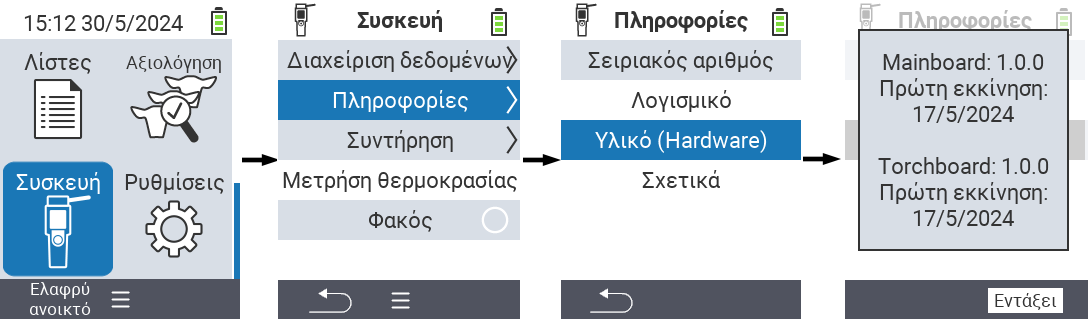 15:12 30/5/2024
Λίστες
Αξιολόγηση
Συσκευή
Ρυθμίσεις
Ελαφρύ
ανοικτό
Συσκευή
Διαχείριση δεδομένων
Πληροφορίες
Συντήρηση
Μετρήση θερμοκρασίας
Φακός
Πληροφορίες
Σειριακός αριθμός
Λογισμικό
Υλικό (Hardware)
Σχετικά
Πληροφορίες
Mainboard: 1.0.0
Πρώτη εκκίνηση:
17/5/2024
Torchboard: 1.0.0
Πρώτη εκκίνηση:
17/5/2024
Εντάξει